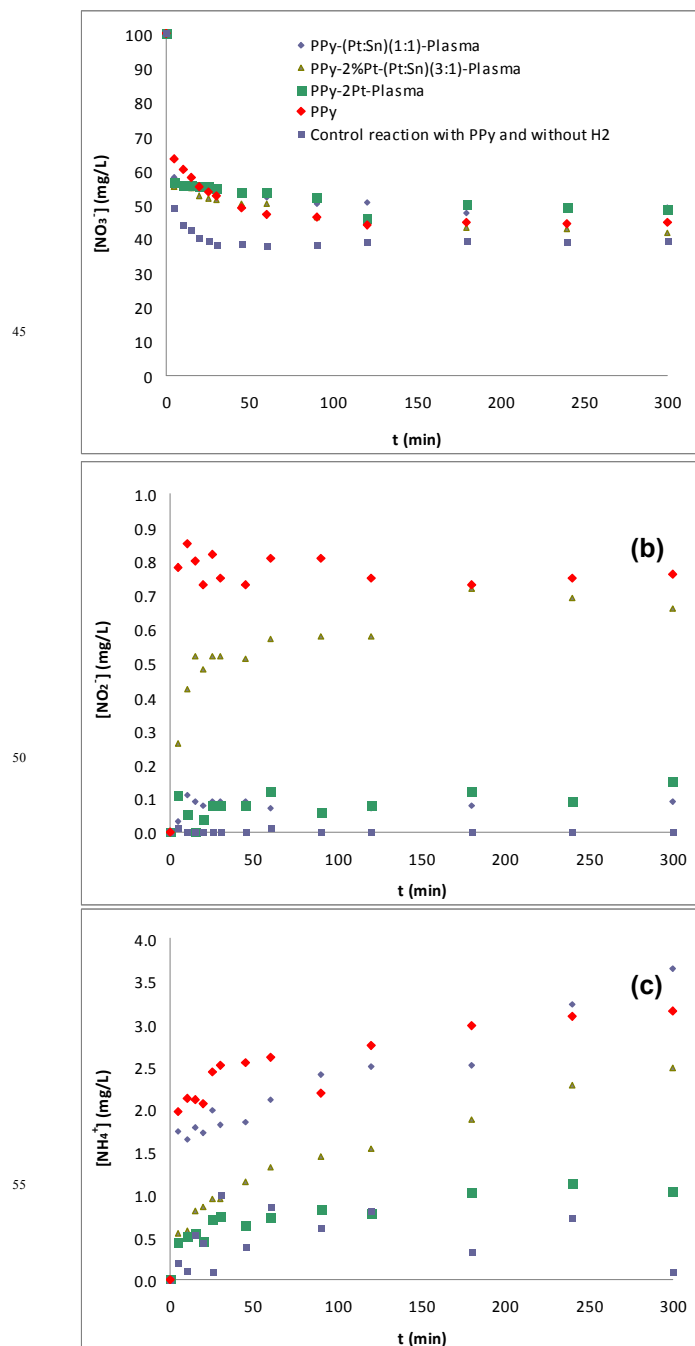 100
90
80
70
60
50
40
30
20
10
0
[NO₃⁻] (mg/L)
PPy-(Pt:Sn)(1:1)-Plasma
PPy-2%Pt-(Pt:Sn)(3:1)-Plasma
PPy-2Pt-Plasma
PPy
Control reaction with PPy and without H2
0 50 100 150 200 250 300
t (min)
45
1.0
0.9
0.8
0.7
0.6
0.5
0.4
0.3
0.2
0.1
0.0
[NO₂⁻] (mg/L)
(b)
0 50 100 150 200 250 300
t (min)
50
4.0
3.5
3.0
2.5
2.0
1.5
1.0
0.5
0.0
[NH₄⁺] (mg/L)
(c)
0 50 100 150 200 250 300
t (min)
55